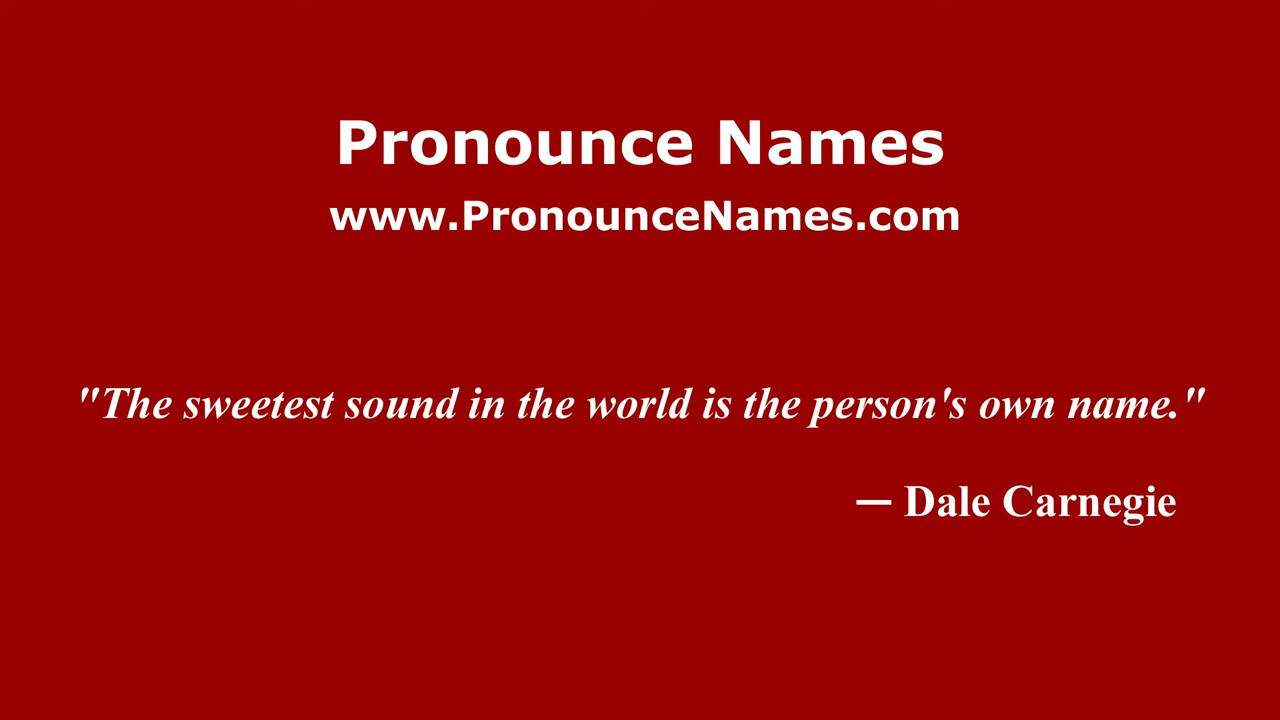 Pronounce Names
www.PronounceNames.com
"The sweetest sound in the world is the person's own name."
— Dale Carnegie